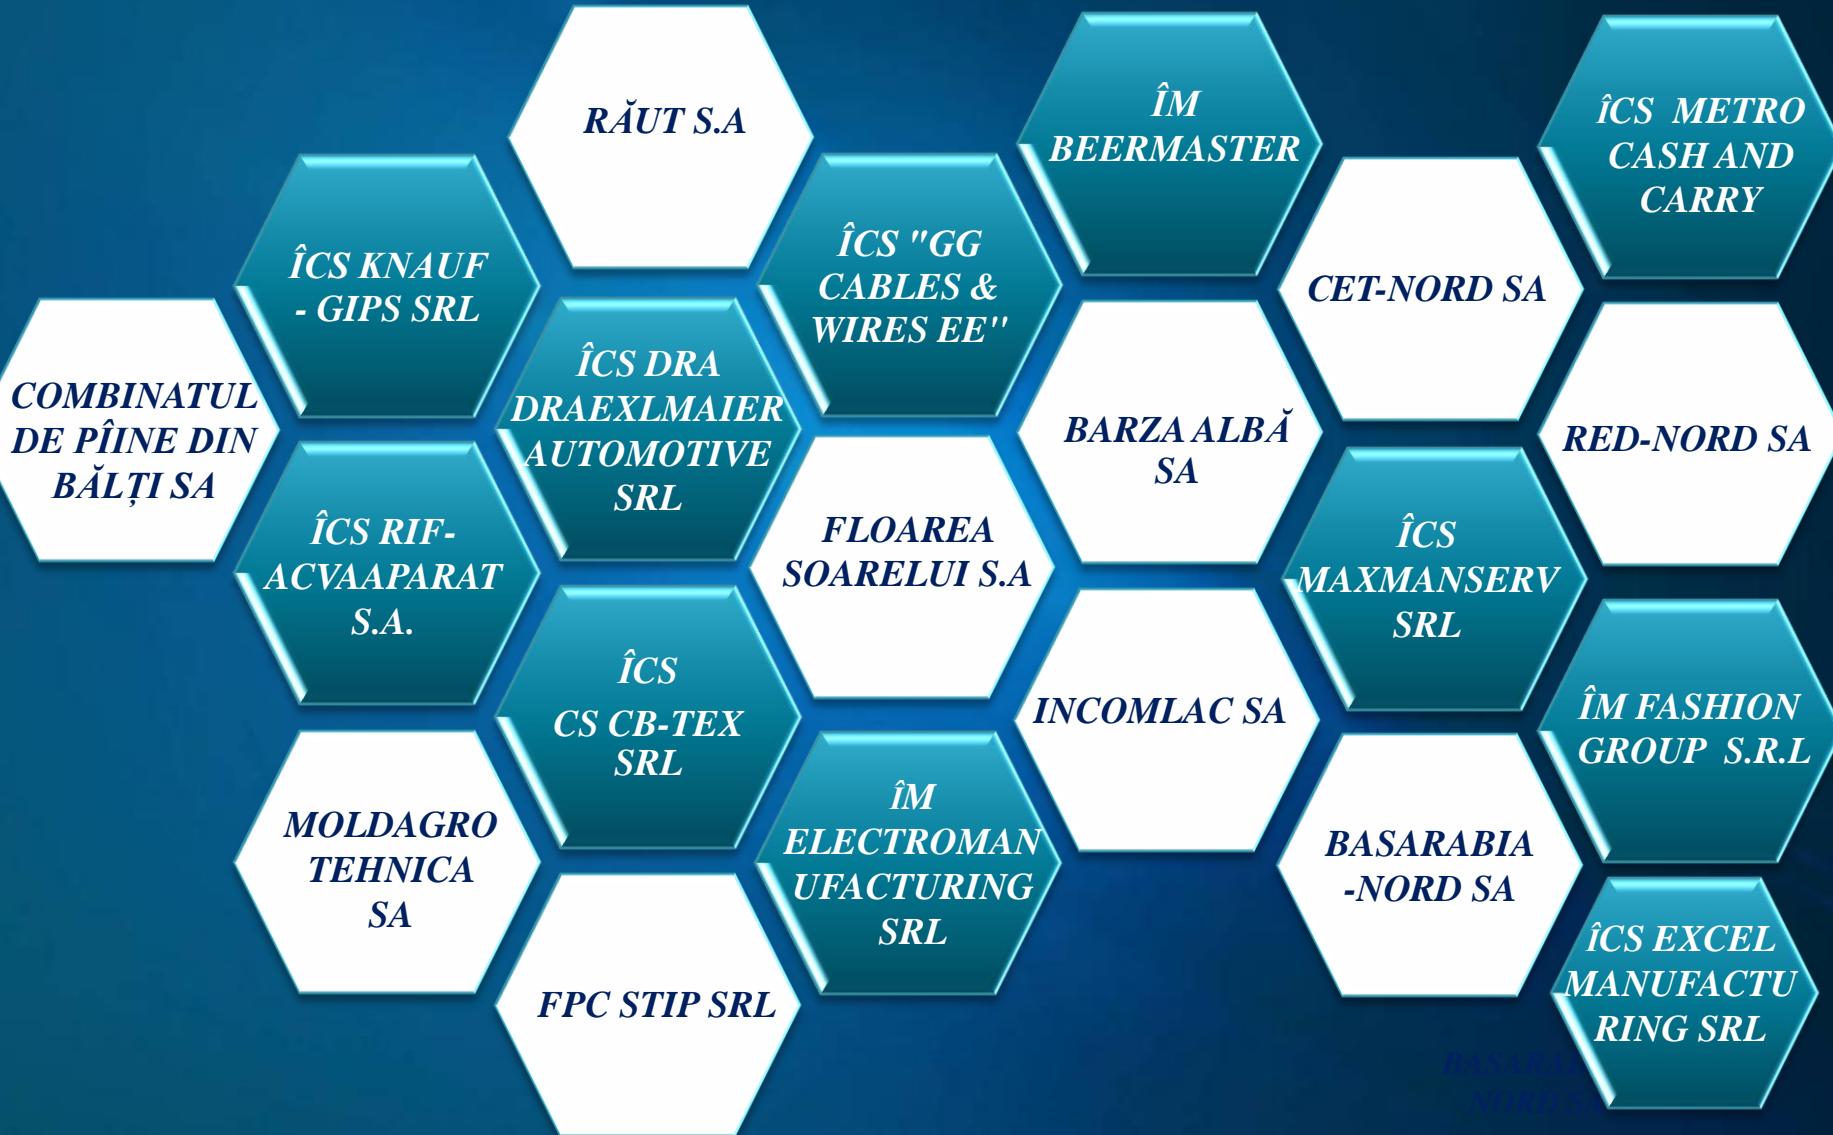 RĂUT S.A
ÎM
BEERMASTER
ÎCS  METRO
CASH AND
CARRY
ÎCS KNAUF
- GIPS SRL
ÎCS "GG
CABLES &
WIRES EE"
CET-NORD SA
COMBINATUL
DE PÎINE DIN
BĂLȚI SA
ÎCS DRA
DRAEXLMAIER
AUTOMOTIVE
SRL
BARZA ALBĂ
SA
RED-NORD SA
ÎCS RIF-
ACVAAPARAT
S.A.
FLOAREA
SOARELUI S.A
ÎCS
MAXMANSERV
SRL
ÎCS
CS CB-TEX
SRL
INCOMLAC SA
ÎM FASHION
GROUP  S.R.L
MOLDAGRO
TEHNICA
SA
ÎM
ELECTROMAN
UFACTURING
SRL
BASARABIA
-NORD SA
FPC STIP SRL
ÎCS EXCEL
MANUFACTU
RING SRL
NORD